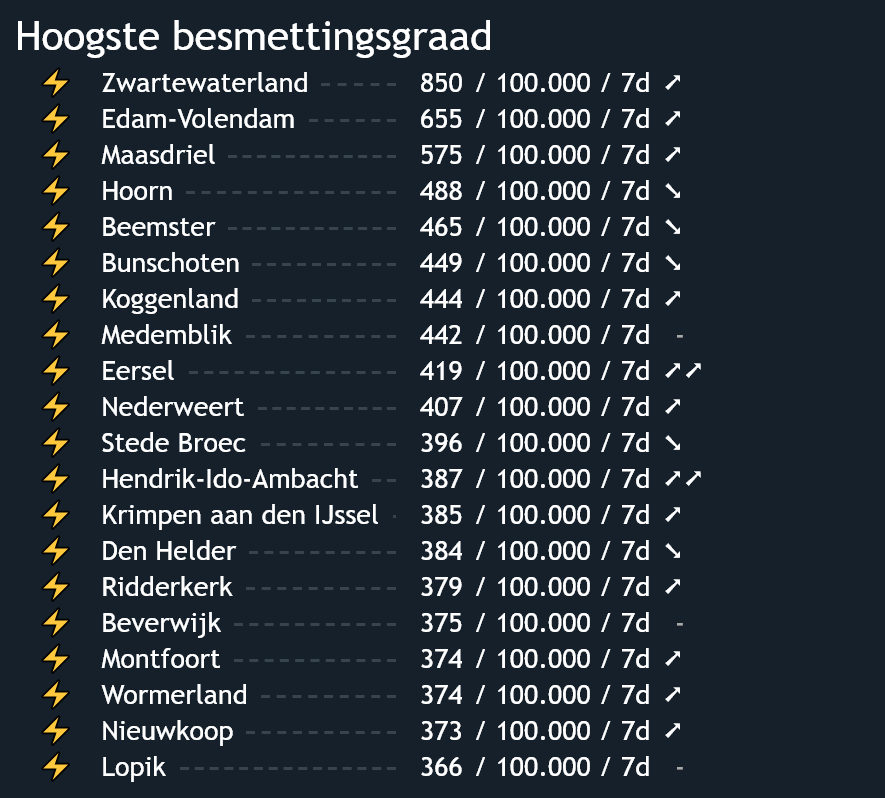 Hoogste besmettingsgraad
⚡ Zwartewaterland ----- 850 / 100.000 / 7d ➚
⚡ Edam-Volendam ------ 655 / 100.000 / 7d ➚
⚡ Maasdriel ------------ 575 / 100.000 / 7d ➚
⚡ Hoorn --------------- 488 / 100.000 / 7d ➘
⚡ Beemster ------------ 465 / 100.000 / 7d ➘
⚡ Bunschoten ---------- 449 / 100.000 / 7d ➘
⚡ Koggenland ---------- 444 / 100.000 / 7d ➚
⚡ Medemblik ----------- 442 / 100.000 / 7d -
⚡ Eersel --------------- 419 / 100.000 / 7d ➚➚
⚡ Nederweert ---------- 407 / 100.000 / 7d ➚
⚡ Stede Broec ---------- 396 / 100.000 / 7d ➘
⚡ Hendrik-Ido-Ambacht -- 387 / 100.000 / 7d ➚➚
⚡ Krimpen aan den IJssel - 385 / 100.000 / 7d ➚
⚡ Den Helder ----------- 384 / 100.000 / 7d ➘
⚡ Ridderkerk ----------- 379 / 100.000 / 7d ➚
⚡ Beverwijk ------------ 375 / 100.000 / 7d -
⚡ Montfoort ------------ 374 / 100.000 / 7d ➚
⚡ Wormerland ---------- 374 / 100.000 / 7d ➚
⚡ Nieuwkoop ----------- 373 / 100.000 / 7d ➚
⚡ Lopik ---------------- 366 / 100.000 / 7d -